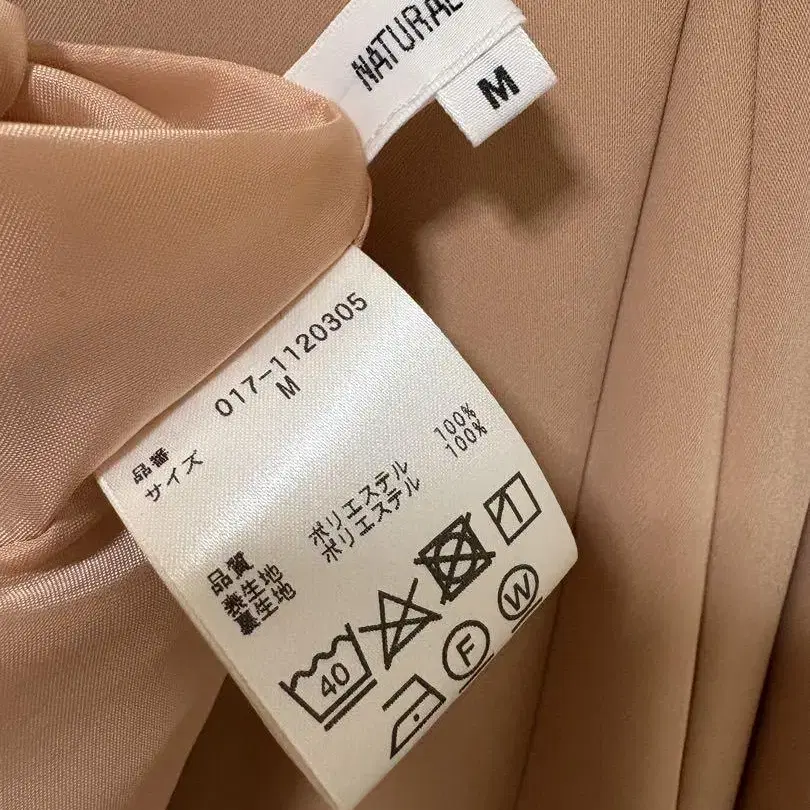 NATURAL
M
品番 017-1120305
サイズ M
品質
表生地 ポリエステル 100%
裏生地 ポリエステル 100%
40
F
W